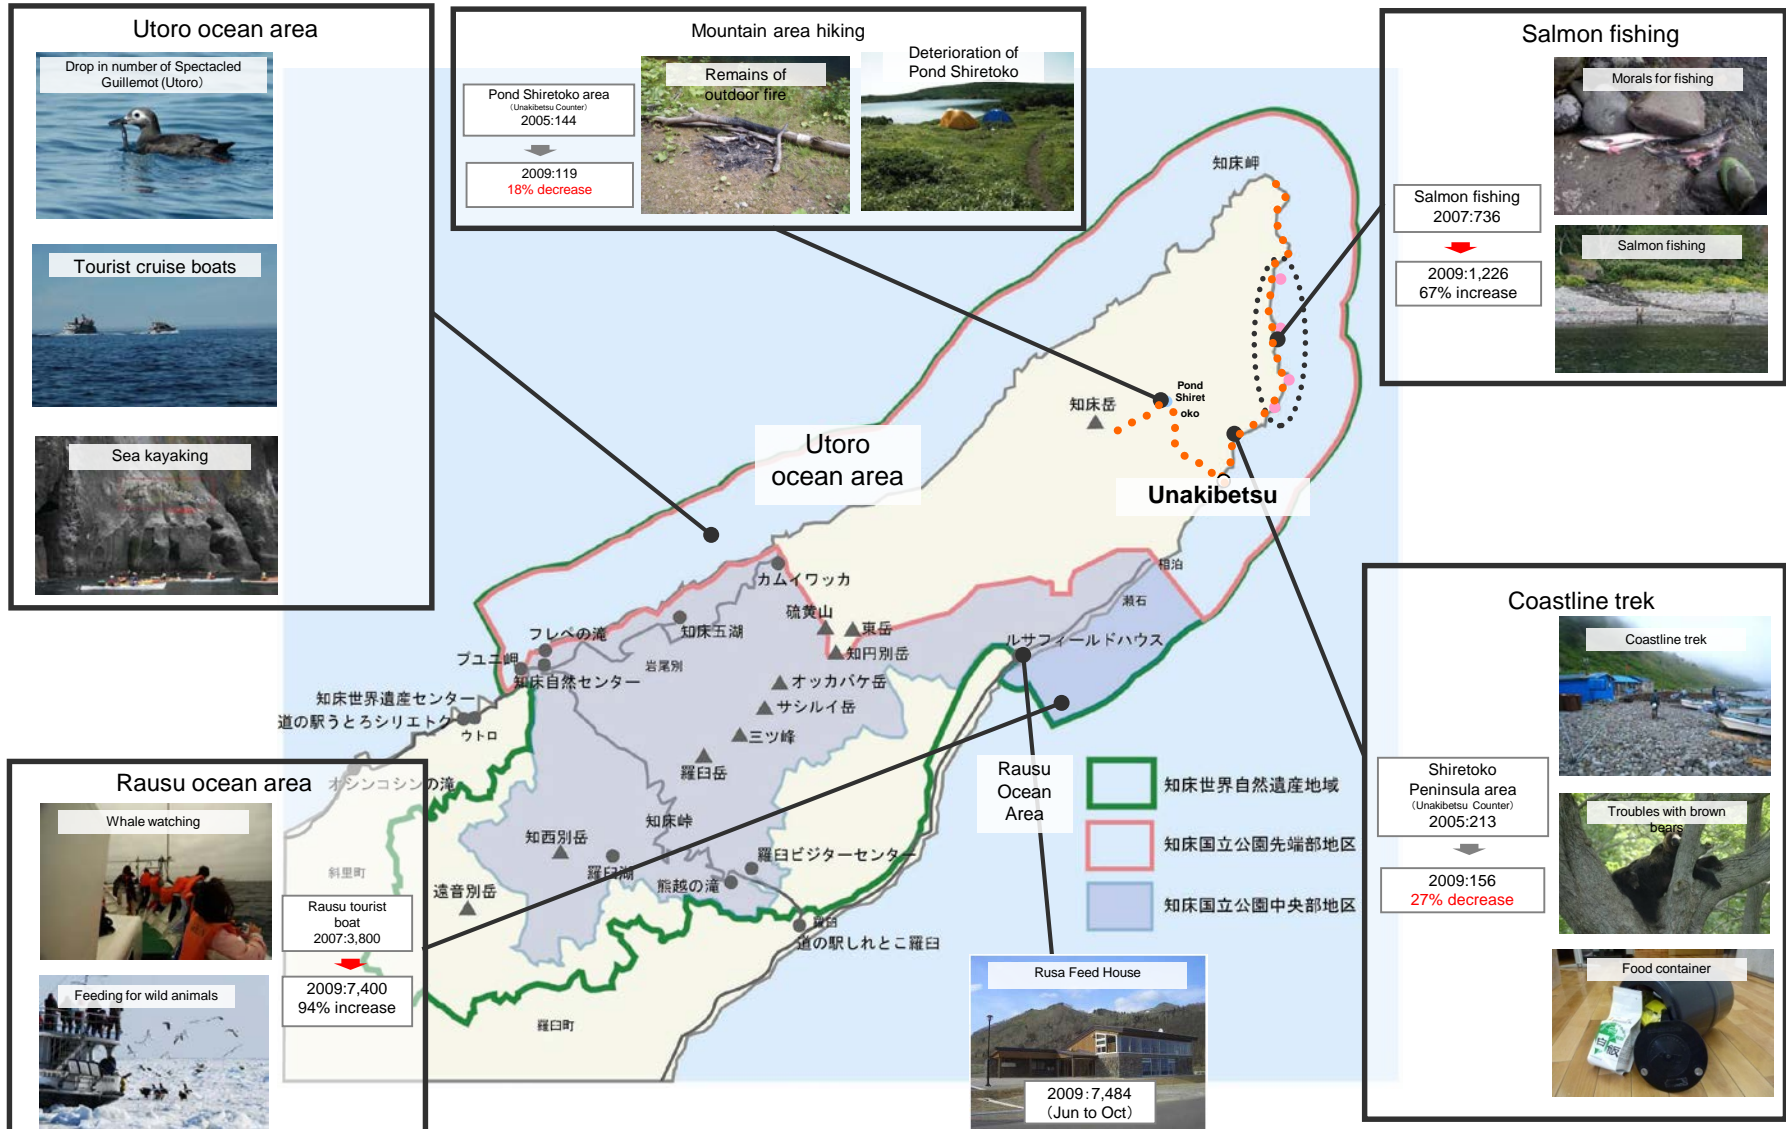 Utoro ocean area
Drop in number of Spectacled
Guillemot (Utoro)
Tourist cruise boats
Sea kayaking
Mountain area hiking
Pond Shiretoko area
(Unakibetsu Counter)
2005:144
2009:119
18% decrease
Remains of
outdoor fire
Deterioration of
Pond Shiretoko
Salmon fishing
Morals for fishing
Salmon fishing
2007:736
2009:1,226
67% increase
Salmon fishing
知床岬
Pond
Shiret
oko
知床岳
Utoro
ocean area
Unakibetsu
カムイワッカ
相泊
瀬石
硫黄山
東岳
知床五湖
ルサフィールドハウス
フレペの滝
知円別岳
プユニ岬
岩尾別
知床自然センター
オッカバケ岳
知床世界遺産センター
サシルイ岳
道の駅うとろシリエトク
ウトロ
三ツ峰
羅臼岳
オシンコシンの滝
知床峠
知西別岳
羅臼湖
羅臼ビジターセンター
熊越の滝
斜里町
遠音別岳
羅臼
道の駅しれとこ羅臼
羅臼町
Rausu
Ocean
Area
知床世界自然遺産地域
知床国立公園先端部地区
知床国立公園中央部地区
Rausu ocean area
Whale watching
Feeding for wild animals
Rausu tourist
boat
2007:3,800
2009:7,400
94% increase
Rusa Feed House
2009:7,484
(Jun to Oct)
Coastline trek
Coastline trek
Shiretoko
Peninsula area
(Unakibetsu Counter)
2005:213
2009:156
27% decrease
Troubles with brown
bears
Food container